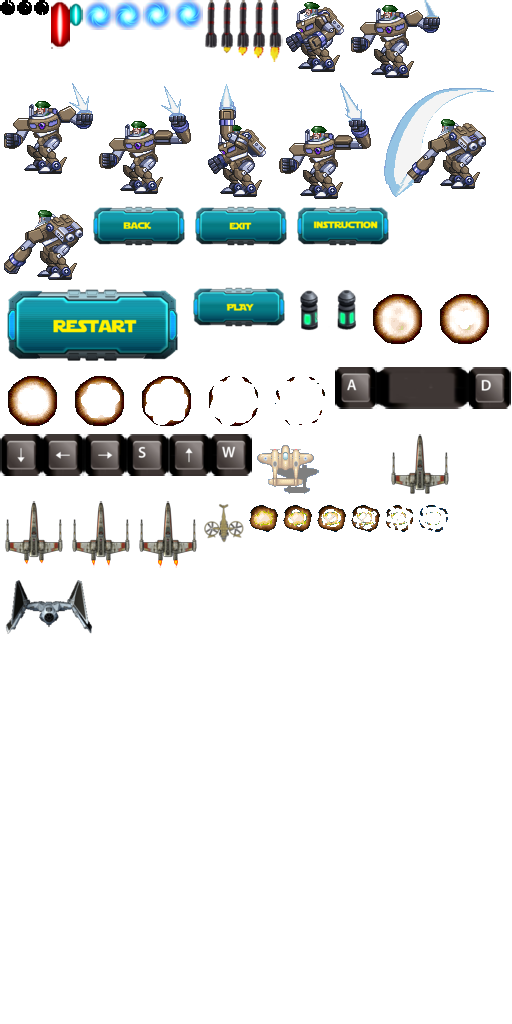 BACK
EXIT
INSTRUCTION
RESTART
PLAY
A
D
↓
←
→
S
↑
W